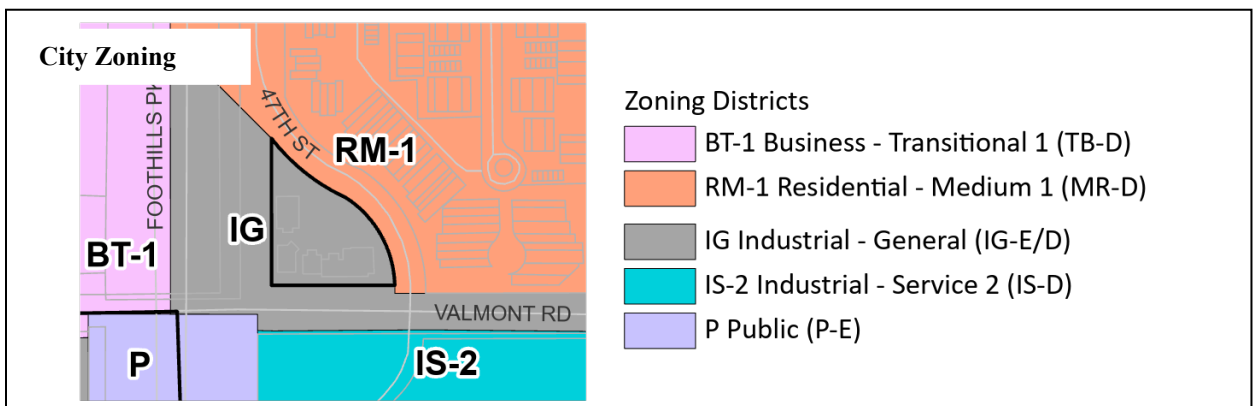 City Zoning
FOOTHILLS PK
47TH ST
RM-1
IG
BT-1
VALMONT RD
P
IS-2
Zoning Districts
BT-1 Business - Transitional 1 (TB-D)
RM-1 Residential - Medium 1 (MR-D)
IG Industrial - General (IG-E/D)
IS-2 Industrial - Service 2 (IS-D)
P Public (P-E)